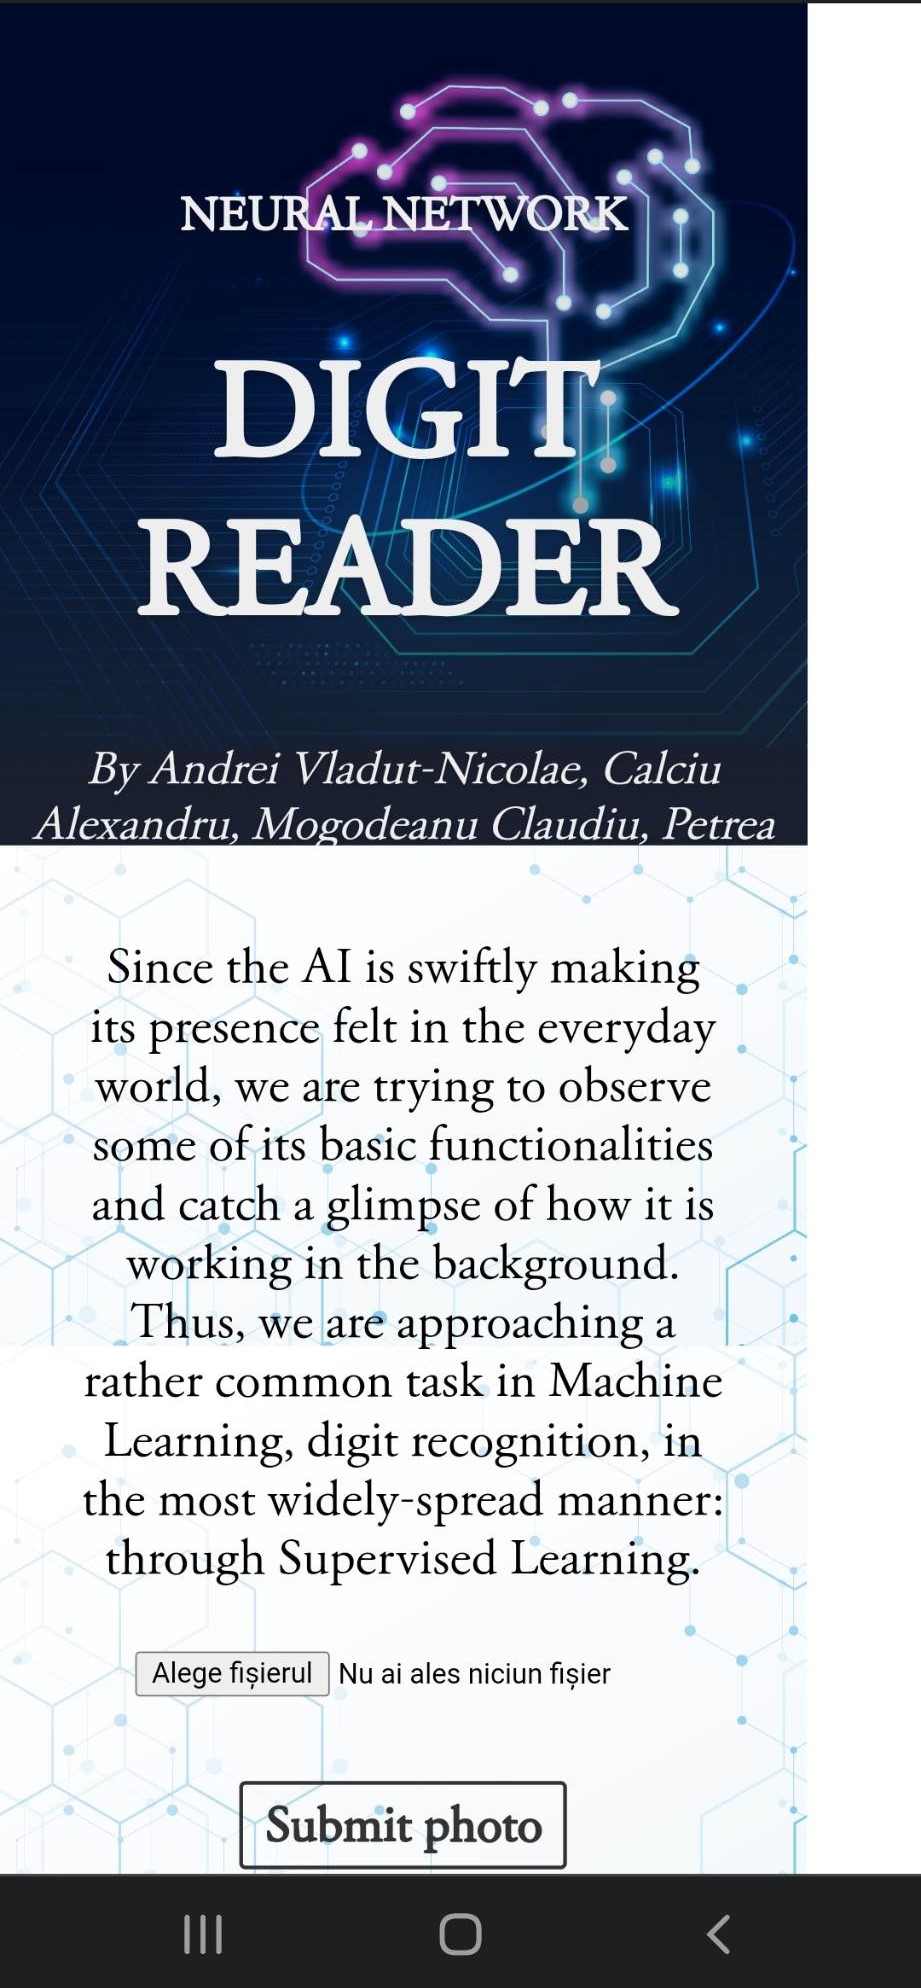 NEURAL NETWORK
DIGIT
READER
By Andrei Vladut-Nicolae, Calciu
Alexandru, Mogodeanu Claudiu, Petrea
Since the AI is swiftly making
its presence felt in the everyday
world, we are trying to observe
some of its basic functionalities
and catch a glimpse of how it is
working in the background.
Thus, we are approaching a
rather common task in Machine
Learning, digit recognition, in
the most widely-spread manner:
through Supervised Learning.
Alege fișierul Nu ai ales niciun fișier
Submit photo